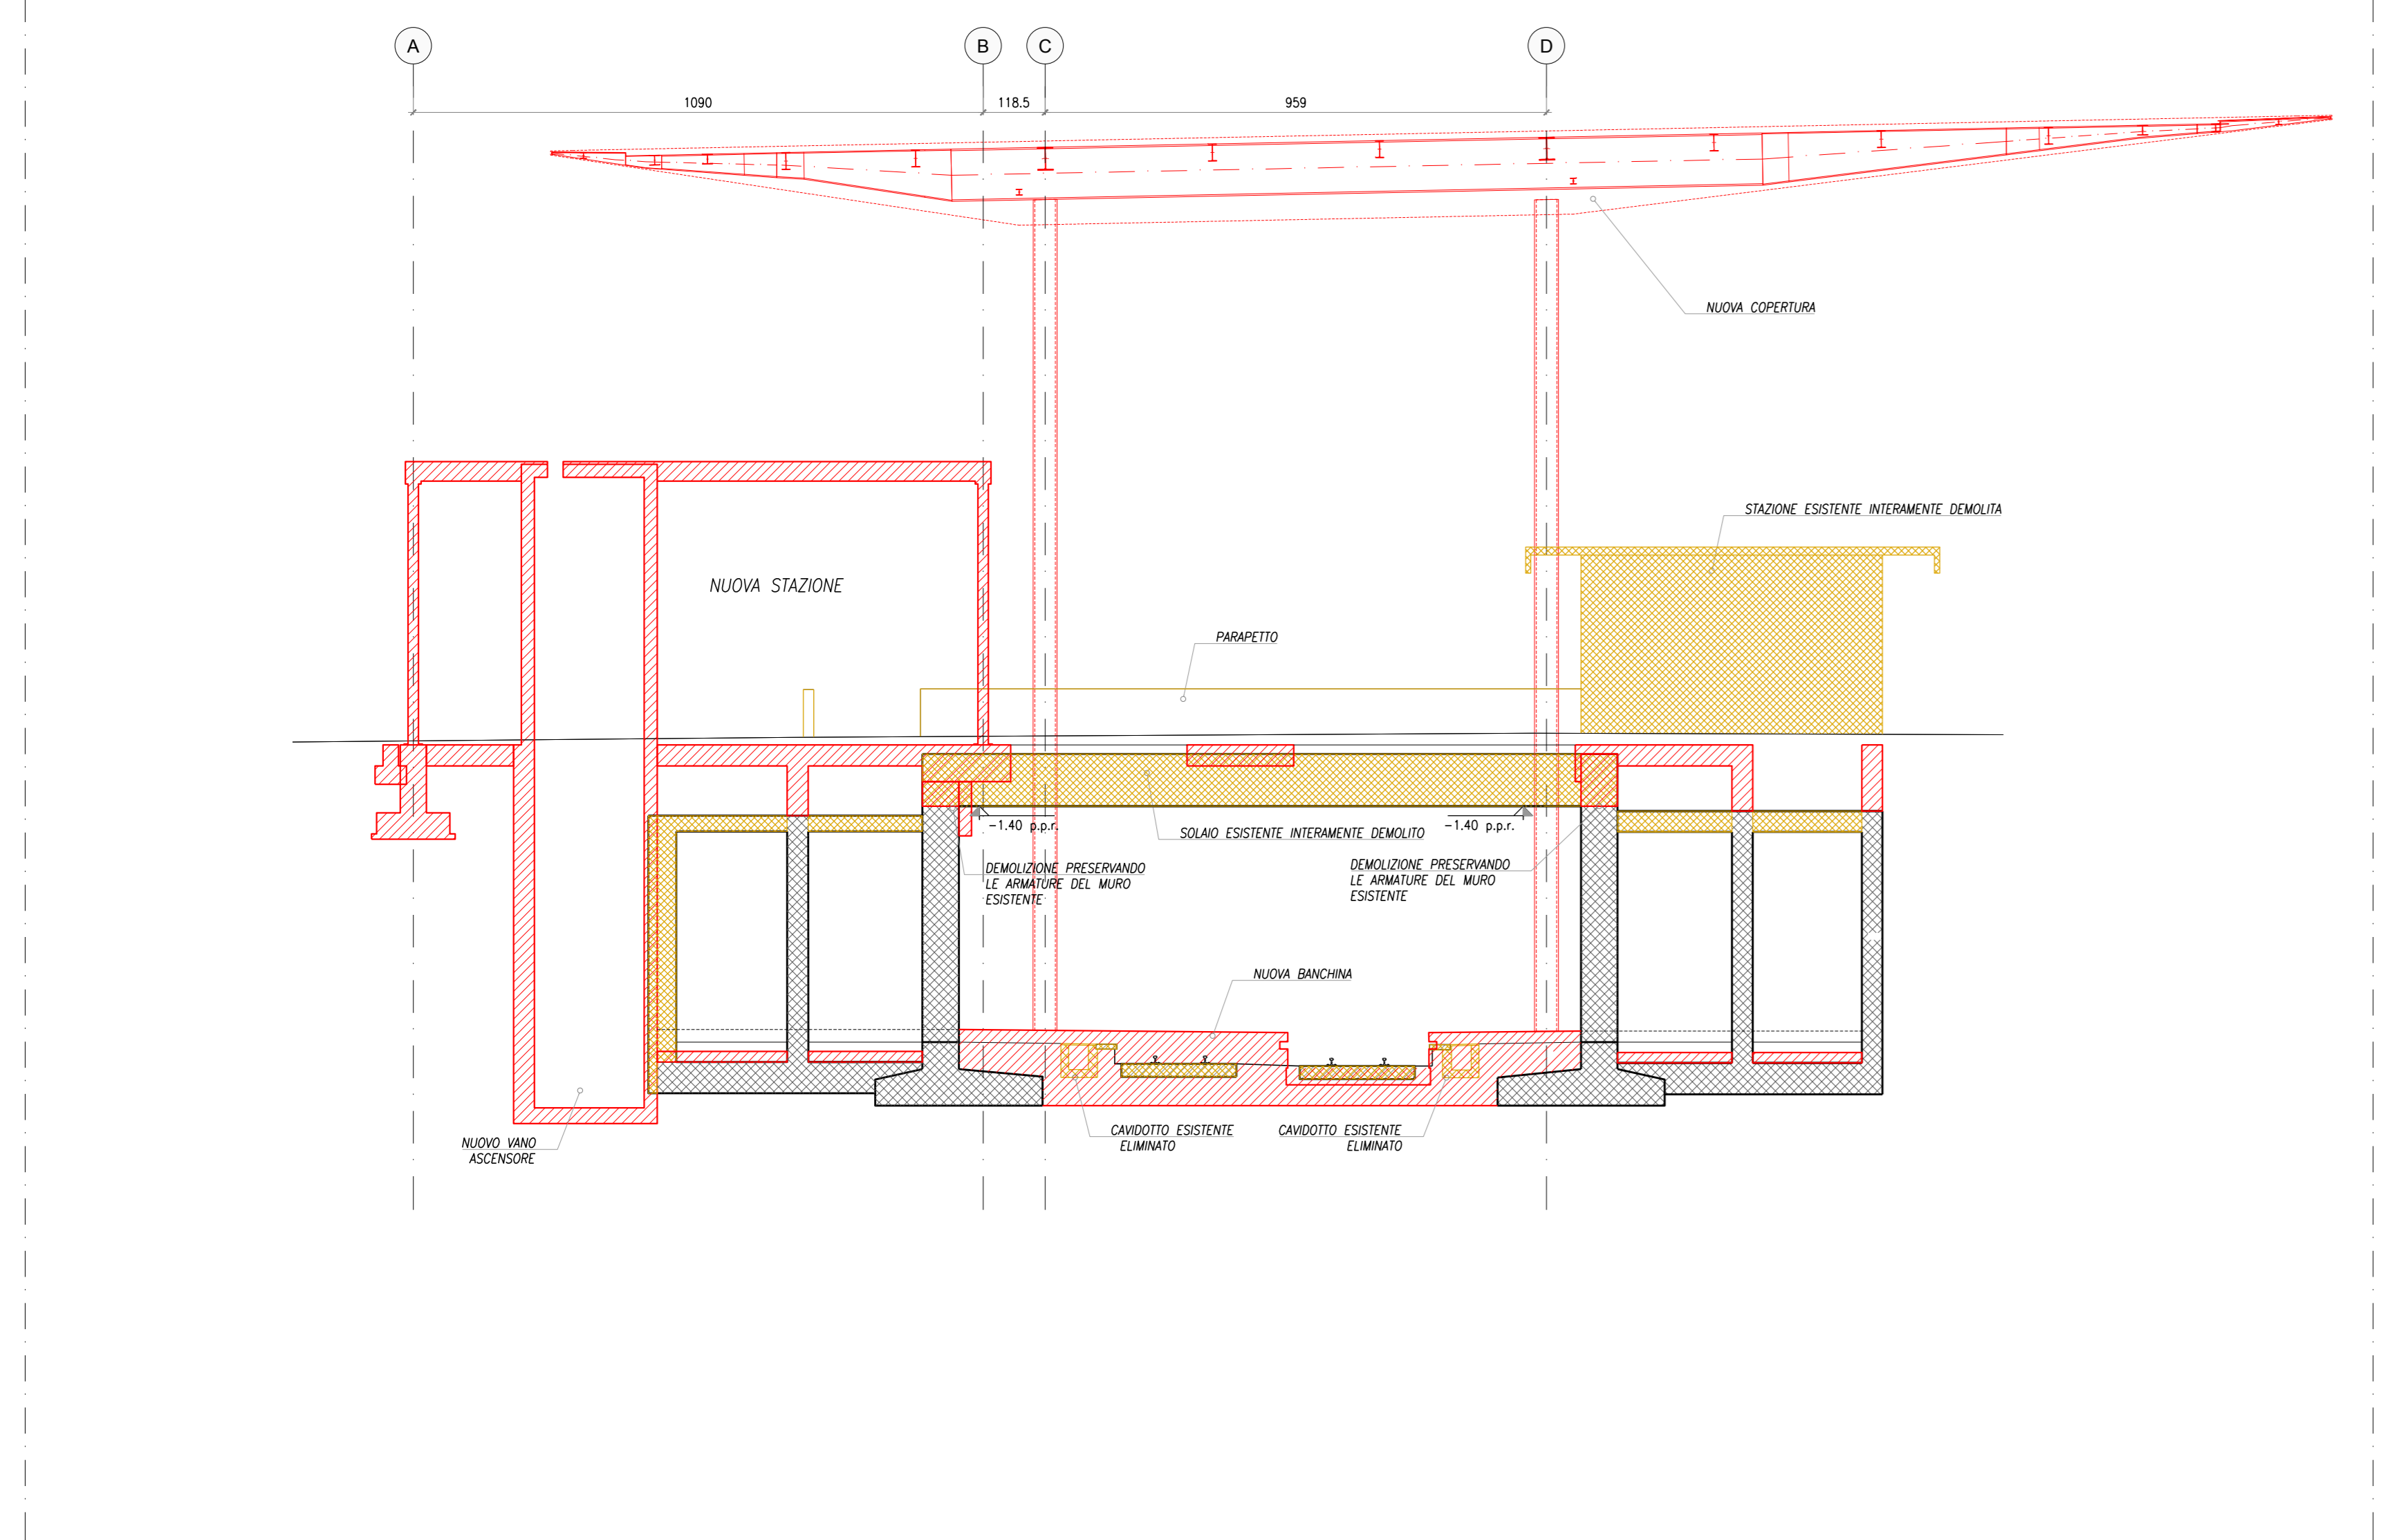 A
B
C
D
1090
118.5
959
NUOVA COPERTURA
STAZIONE ESISTENTE INTERAMENTE DEMOLITA
NUOVA STAZIONE
PARAPETTO
-1.40 p.p.r.
-1.40 p.p.r.
SOLAIO ESISTENTE INTERAMENTE DEMOLITO
DEMOLIZIONE PRESERVANDO
LE ARMATURE DEL MURO
ESISTENTE
DEMOLIZIONE PRESERVANDO
LE ARMATURE DEL MURO
ESISTENTE
NUOVA BANCHINA
CAVIDOTTO ESISTENTE
ELIMINATO
CAVIDOTTO ESISTENTE
ELIMINATO
NUOVO VANO
ASCENSORE